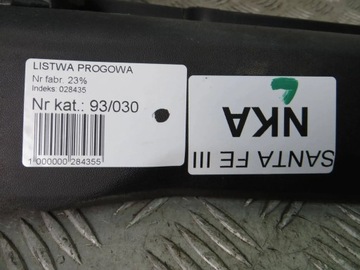 LISTWA PROGOWA
Nr fabr. 23%
Indeks: 028435
Nr kat.: 93/030
1 000000 284355
SANTA FE III
NKA